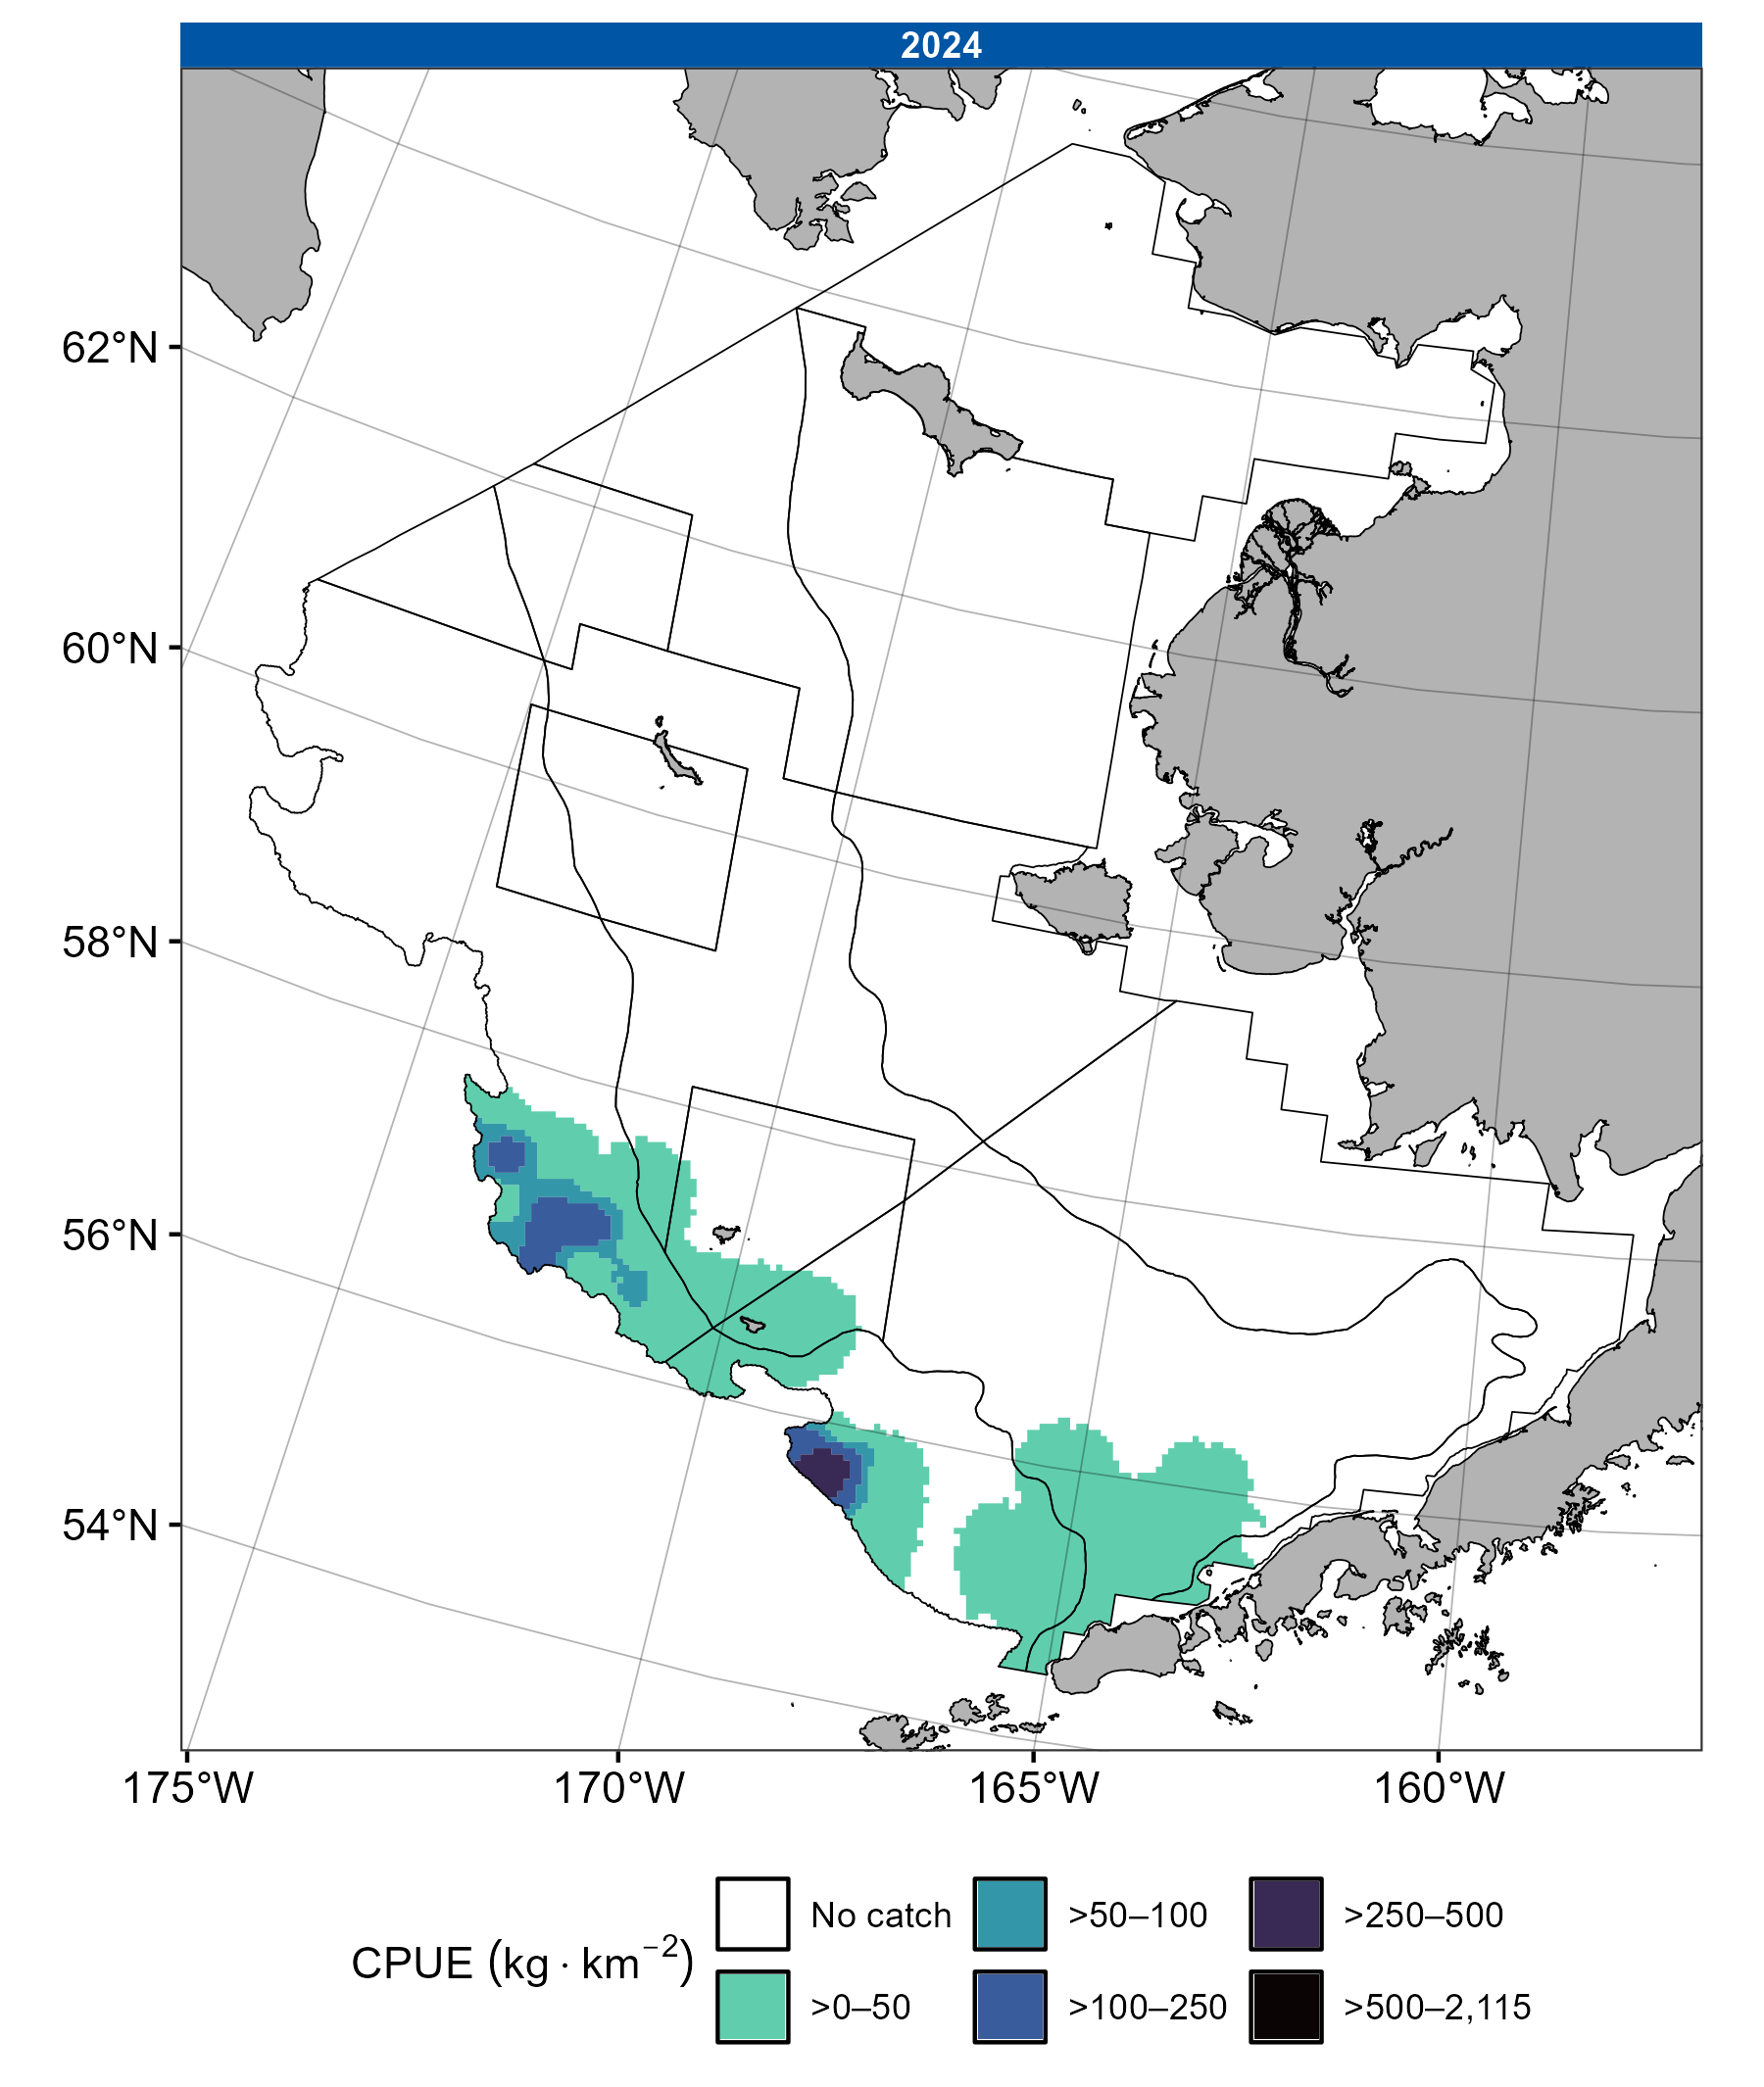 2024
62°N
60°N
58°N
56°N
54°N
175°W 170°W 165°W 160°W
CPUE (kg · km⁻²)
No catch >50–100 >250–500
>0–50 >100–250 >500–2,115